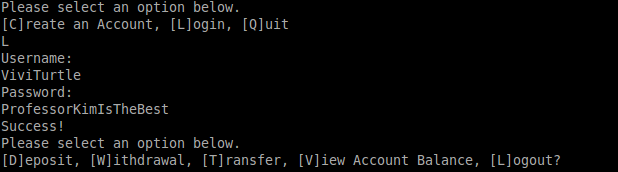 Please select an option below.
[C]reate an Account, [L]ogin, [Q]uit
L
Username:
ViviTurtle
Password:
ProfessorKimIsTheBest
Success!
Please select an option below.
[D]eposit, [W]ithdrawal, [T]ransfer, [V]iew Account Balance, [L]ogout?